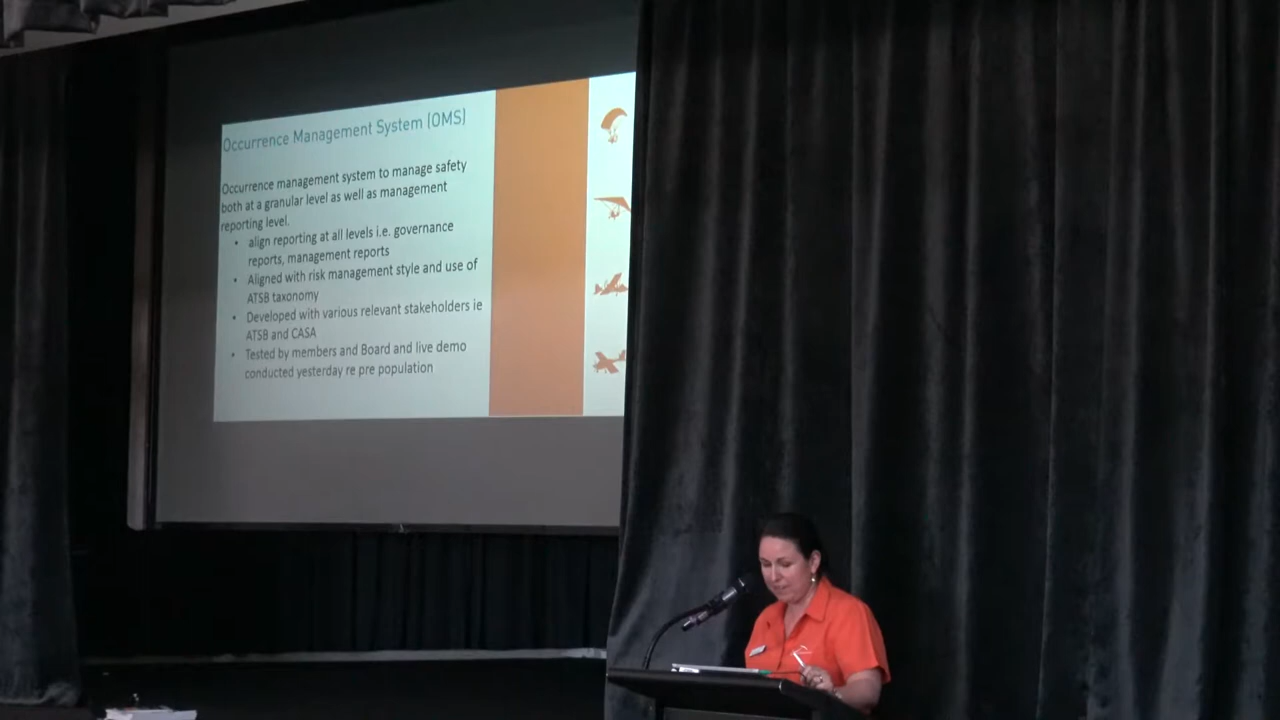 Occurrence Management System (OMS)
Occurrence management system to manage safety
both at a granular level as well as management
reporting level.
• align reporting at all levels i.e. governance
reports, management reports
• Aligned with risk management style and use of
ATSB taxonomy
• Developed with various relevant stakeholders ie
ATSB and CASA
• Tested by members and Board and live demo
conducted yesterday re pre population